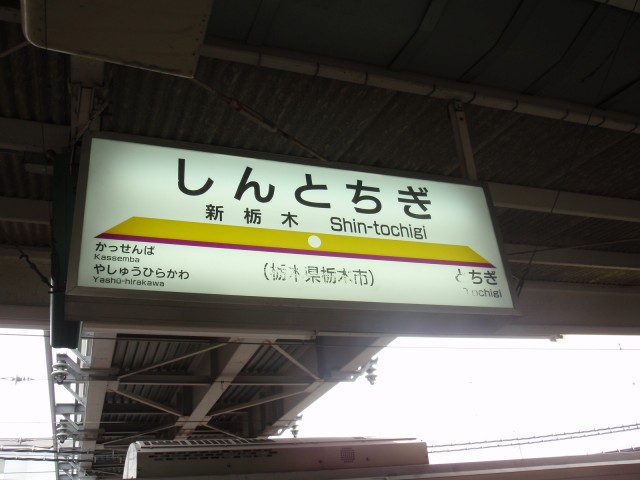 しんとちぎ
新栃木 Shin-tochigi
かっせんば
Kassemba
やしゅうひらかわ
Yashū-hirakawa
(栃木県栃木市)
とちぎ
Tochigi